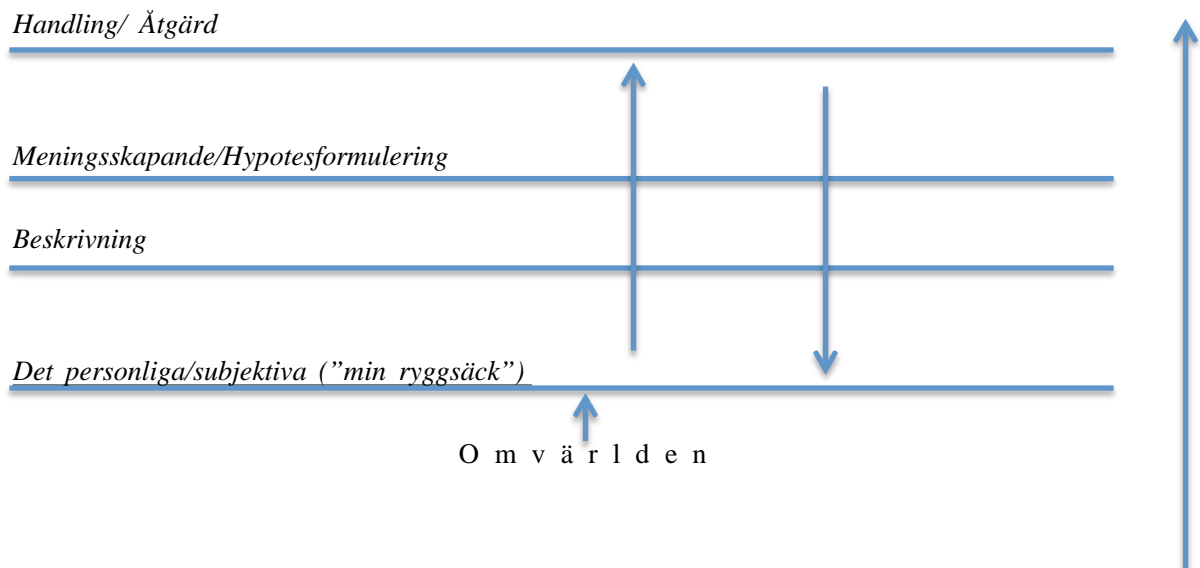 Handling/ Åtgärd
Meningsskapande/Hypotesformulering
Beskrivning
Det personliga/subjektiva (”min ryggsäck”)
O m v ä r l d e n